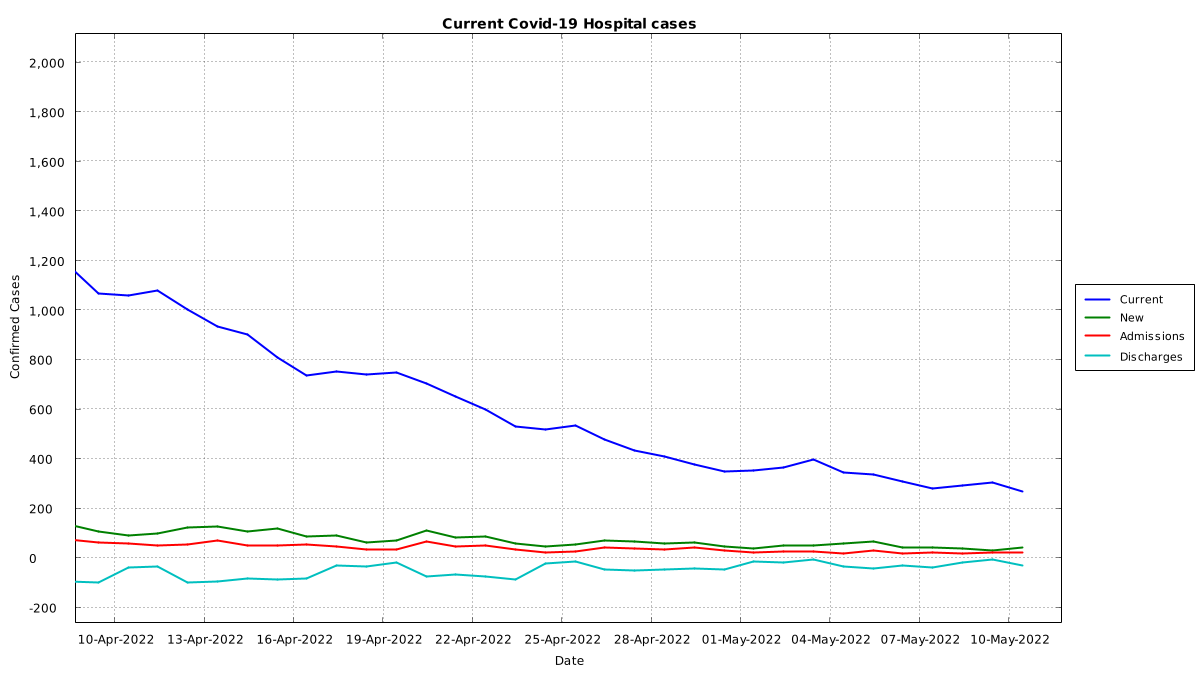 Current Covid-19 Hospital cases
2,000
1,800
1,600
1,400
1,200
1,000
800
600
400
200
0
-200
Confirmed Cases
10-Apr-2022 13-Apr-2022 16-Apr-2022 19-Apr-2022 22-Apr-2022 25-Apr-2022 28-Apr-2022 01-May-2022 04-May-2022 07-May-2022 10-May-2022
Date
Current
New
Admissions
Discharges